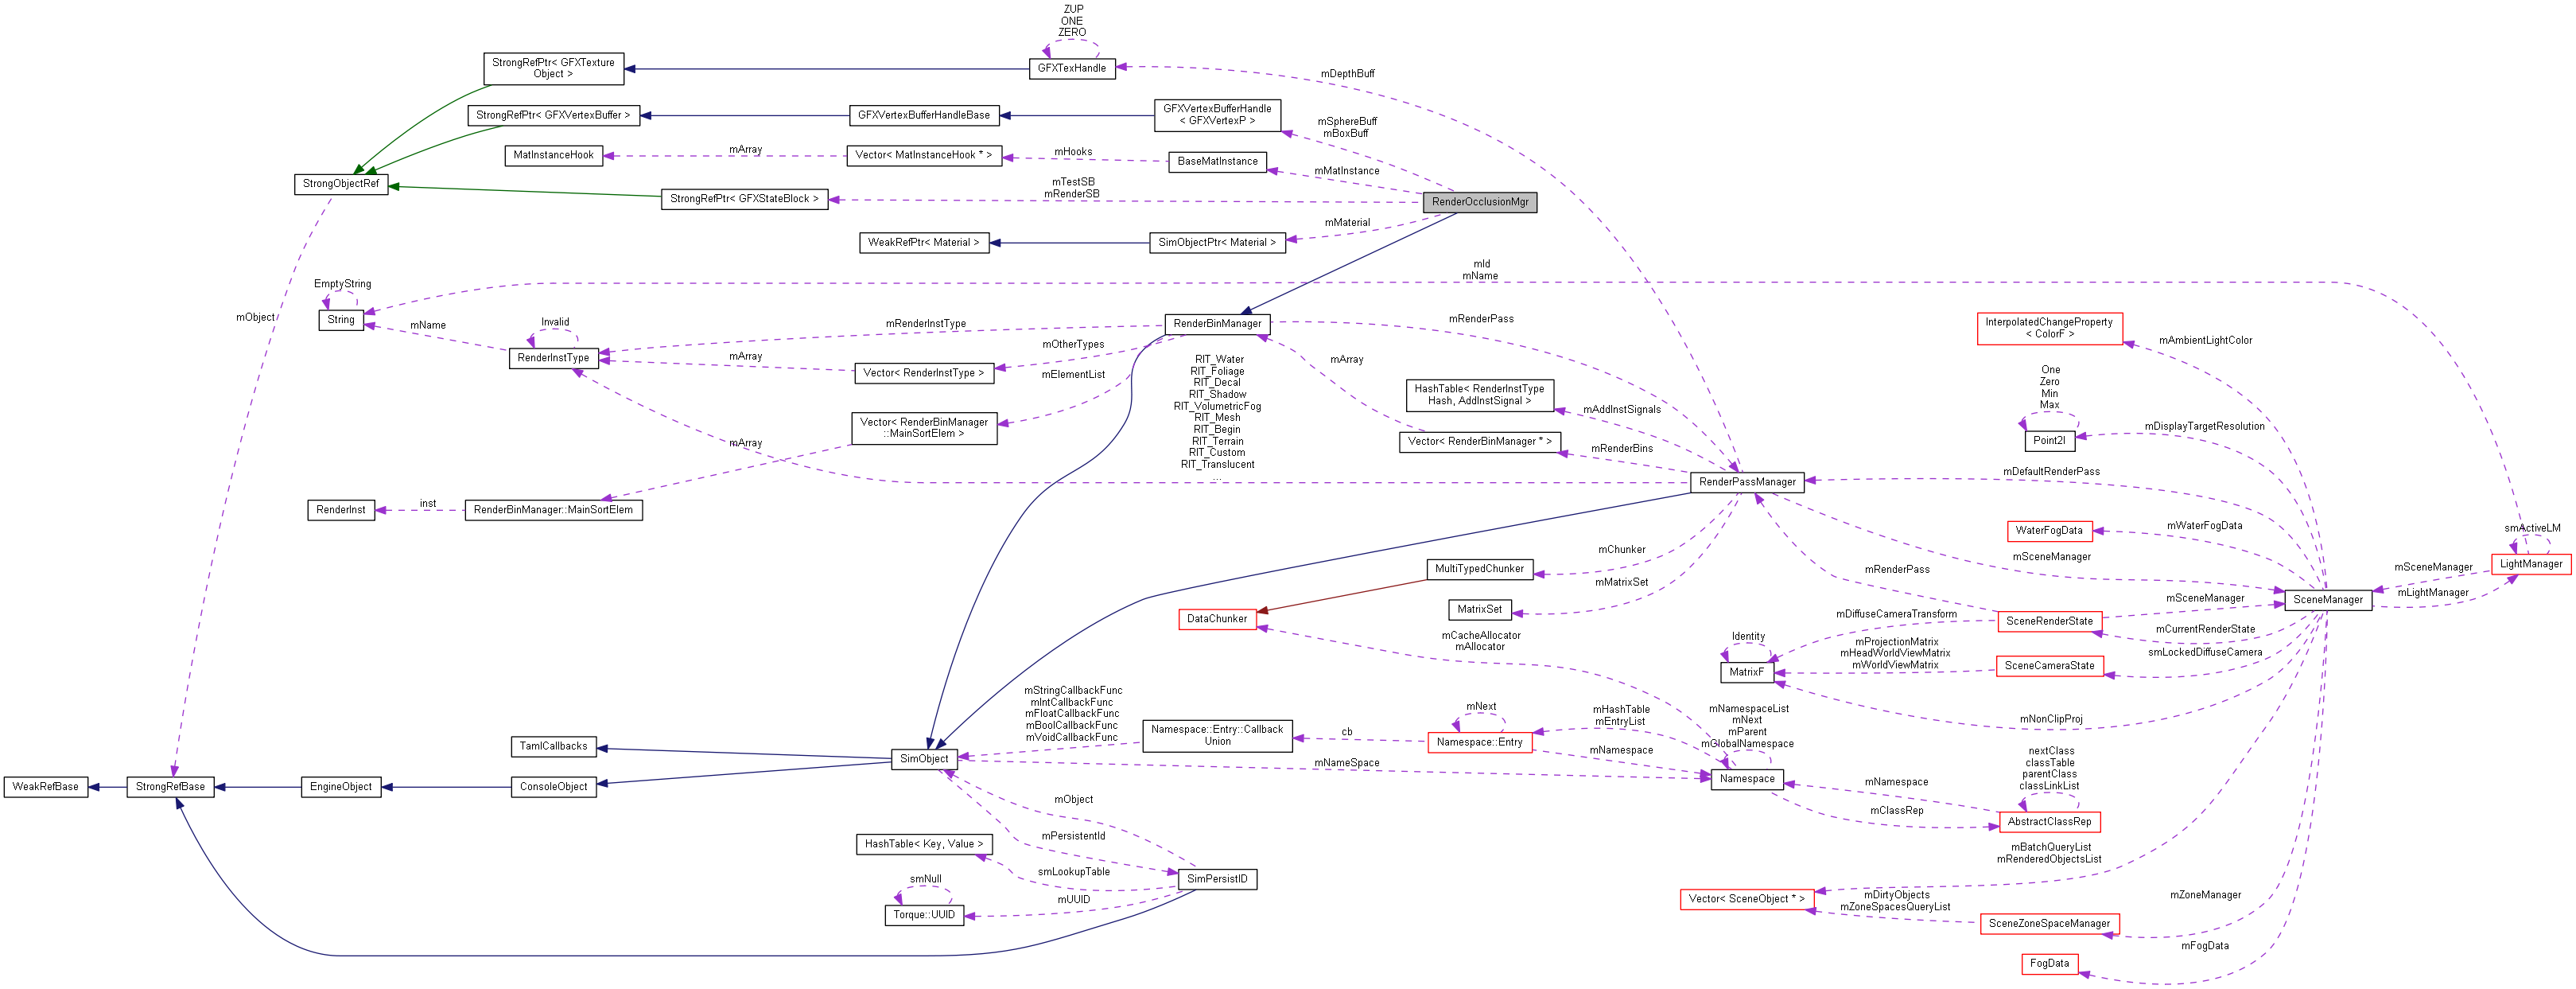 ZUP
ONE
ZERO
StrongRefPtr< GFXTexture
Object >
GFXTexHandle
mDepthBuff
StrongRefPtr< GFXVertexBuffer >
GFXVertexBufferHandleBase
GFXVertexBufferHandle
< GFXVertexP >
mSphereBuff
mBoxBuff
MatInstanceHook
mArray
Vector< MatInstanceHook * >
mHooks
BaseMatInstance
mMatInstance
StrongObjectRef
StrongRefPtr< GFXStateBlock >
mTestSB
mRenderSB
RenderOcclusionMgr
mMaterial
WeakRefPtr< Material >
SimObjectPtr< Material >
mId
mName
EmptyString
String
mObject
mName
Invalid
RenderInstType
mRenderInstType
RenderBinManager
mRenderPass
mOtherTypes
mArray
Vector< RenderInstType >
mElementList
Vector< RenderBinManager
::MainSortElem >
mArray
RIT_Water
RIT_Foliage
RIT_Decal
RIT_Shadow
RIT_VolumetricFog
RIT_Mesh
RIT_Begin
RIT_Terrain
RIT_Custom
RIT_Translucent
...
mArray
HashTable< RenderInstType
Hash, AddInstSignal >
mAddInstSignals
Vector< RenderBinManager * >
mRenderBins
RenderPassManager
InterpolatedChangeProperty
< ColorF >
mAmbientLightColor
One
Zero
Min
Max
Point2I
mDisplayTargetResolution
mDefaultRenderPass
RenderInst
inst
RenderBinManager::MainSortElem
WaterFogData
mWaterFogData
smActiveLM
LightManager
mSceneManager
mSceneManager
mLightManager
SceneManager
mChunker
MultiTypedChunker
mMatrixSet
MatrixSet
DataChunker
mRenderPass
mSceneManager
SceneRenderState
mCurrentRenderState
mDiffuseCameraTransform
smLockedDiffuseCamera
mProjectionMatrix
mHeadWorldViewMatrix
mWorldViewMatrix
SceneCameraState
Identity
MatrixF
mNonClipProj
mCacheAllocator
mAllocator
mStringCallbackFunc
mIntCallbackFunc
mFloatCallbackFunc
mBoolCallbackFunc
mVoidCallbackFunc
Namespace::Entry::Callback
Union
cb
mNext
Namespace::Entry
mHashTable
mEntryList
mNamespace
mNamespaceList
mNext
mParent
mGlobalNamespace
Namespace
mNameSpace
TamlCallbacks
SimObject
WeakRefBase
StrongRefBase
EngineObject
ConsoleObject
nextClass
classTable
parentClass
classLinkList
AbstractClassRep
mNamespace
mClassRep
mObject
mPersistentId
HashTable< Key, Value >
smLookupTable
SimPersistID
mUUID
smNull
Torque::UUID
mBatchQueryList
mRenderedObjectsList
Vector< SceneObject * >
mDirtyObjects
mZoneSpacesQueryList
SceneZoneSpaceManager
mZoneManager
mFogData
FogData